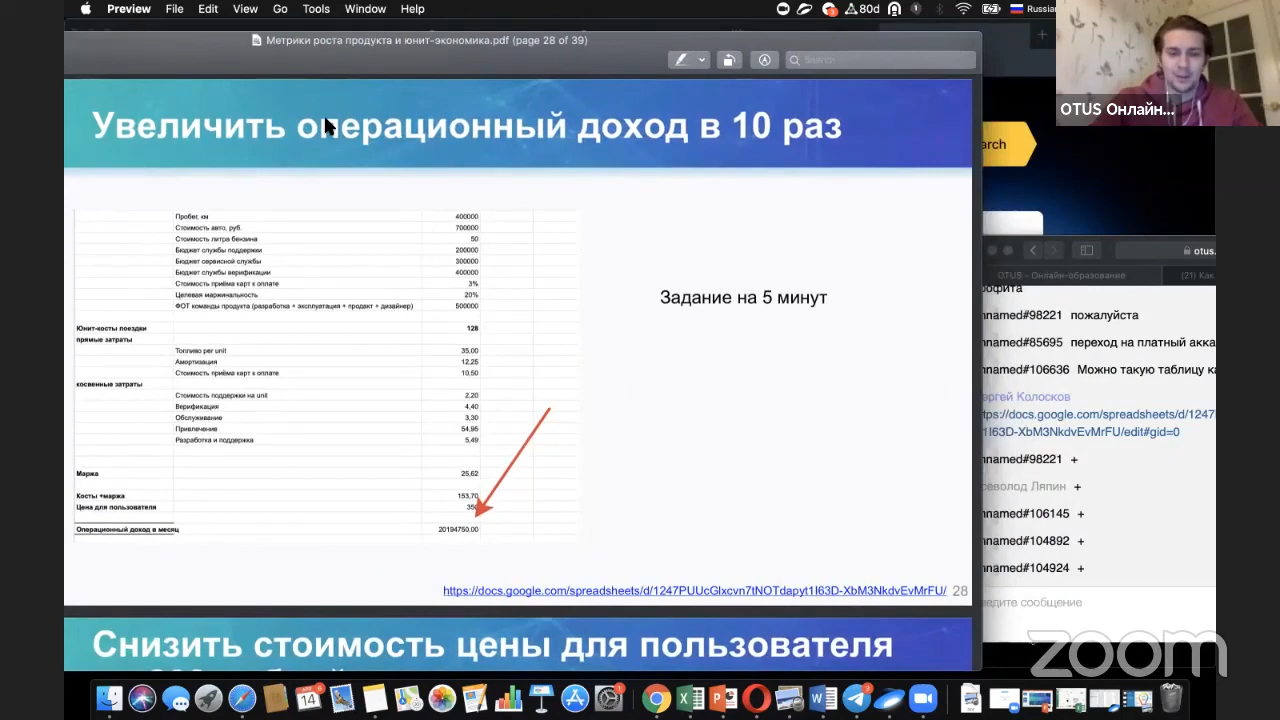 Preview File Edit View Go Tools Window Help
80d
Russian
Метрики роста продукта и юнит-экономика.pdf (page 28 of 39)
Search
OTUS Онлайн...
Увеличить операционный доход в 10 раз
Пробег, км 400000
Стоимость авто, руб. 700000
Стоимость литра бензина 50
Бюджет службы поддержки 200000
Бюджет сервисной службы 300000
Бюджет службы верификации 400000
Стоимость приёма карт к оплате 3%
Целевая маржинальность 20%
ФОТ команды продукта (разработка + эксплуатация + продакт + дизайнер) 500000
Юнит-косты поездки 128
прямые затраты
Топливо per unit 35,00
Амортизация 12,25
Стоимость приёма карт к оплате 10,50
косвенные затраты
Стоимость поддержки на unit 2,20
Верификация 4,40
Обслуживание 3,30
Привлечение 54,95
Разработка и поддержка 5,49
Маржа 25,62
Косты +маржа 153,70
Цена для пользователя 350
Операционный доход в месяц 20194750,00
Задание на 5 минут
https://docs.google.com/spreadsheets/d/1247PUUcGlxcvn7tNOTdapyt1I63D-XbM3NkdvEvMrFU/ 28
Снизить стоимость цены для пользователя
arch
otus.
OTUS - Онлайн-образование
(21) Как
рофита
nnamed#98221 пожалуйста
nnamed#85695 переход на платный акка
nnamed#106636 Можно такую таблицу ка
ергей Колосков
tps://docs.google.com/spreadsheets/d/1247
1I63D-XbM3NkdvEvMrFU/edit#gid=0
nnamed#98221 +
севолод Ляпин +
nnamed#106145 +
nnamed#104892 +
nnamed#104924 +
ведите сообщение
zoom